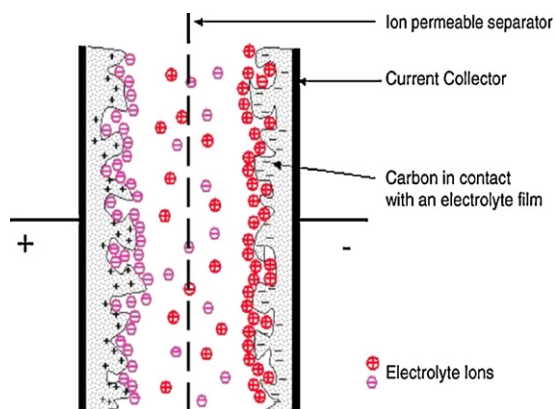 Ion permeable separator
Current Collector
Carbon in contact
with an electrolyte film
+
-
Electrolyte Ions